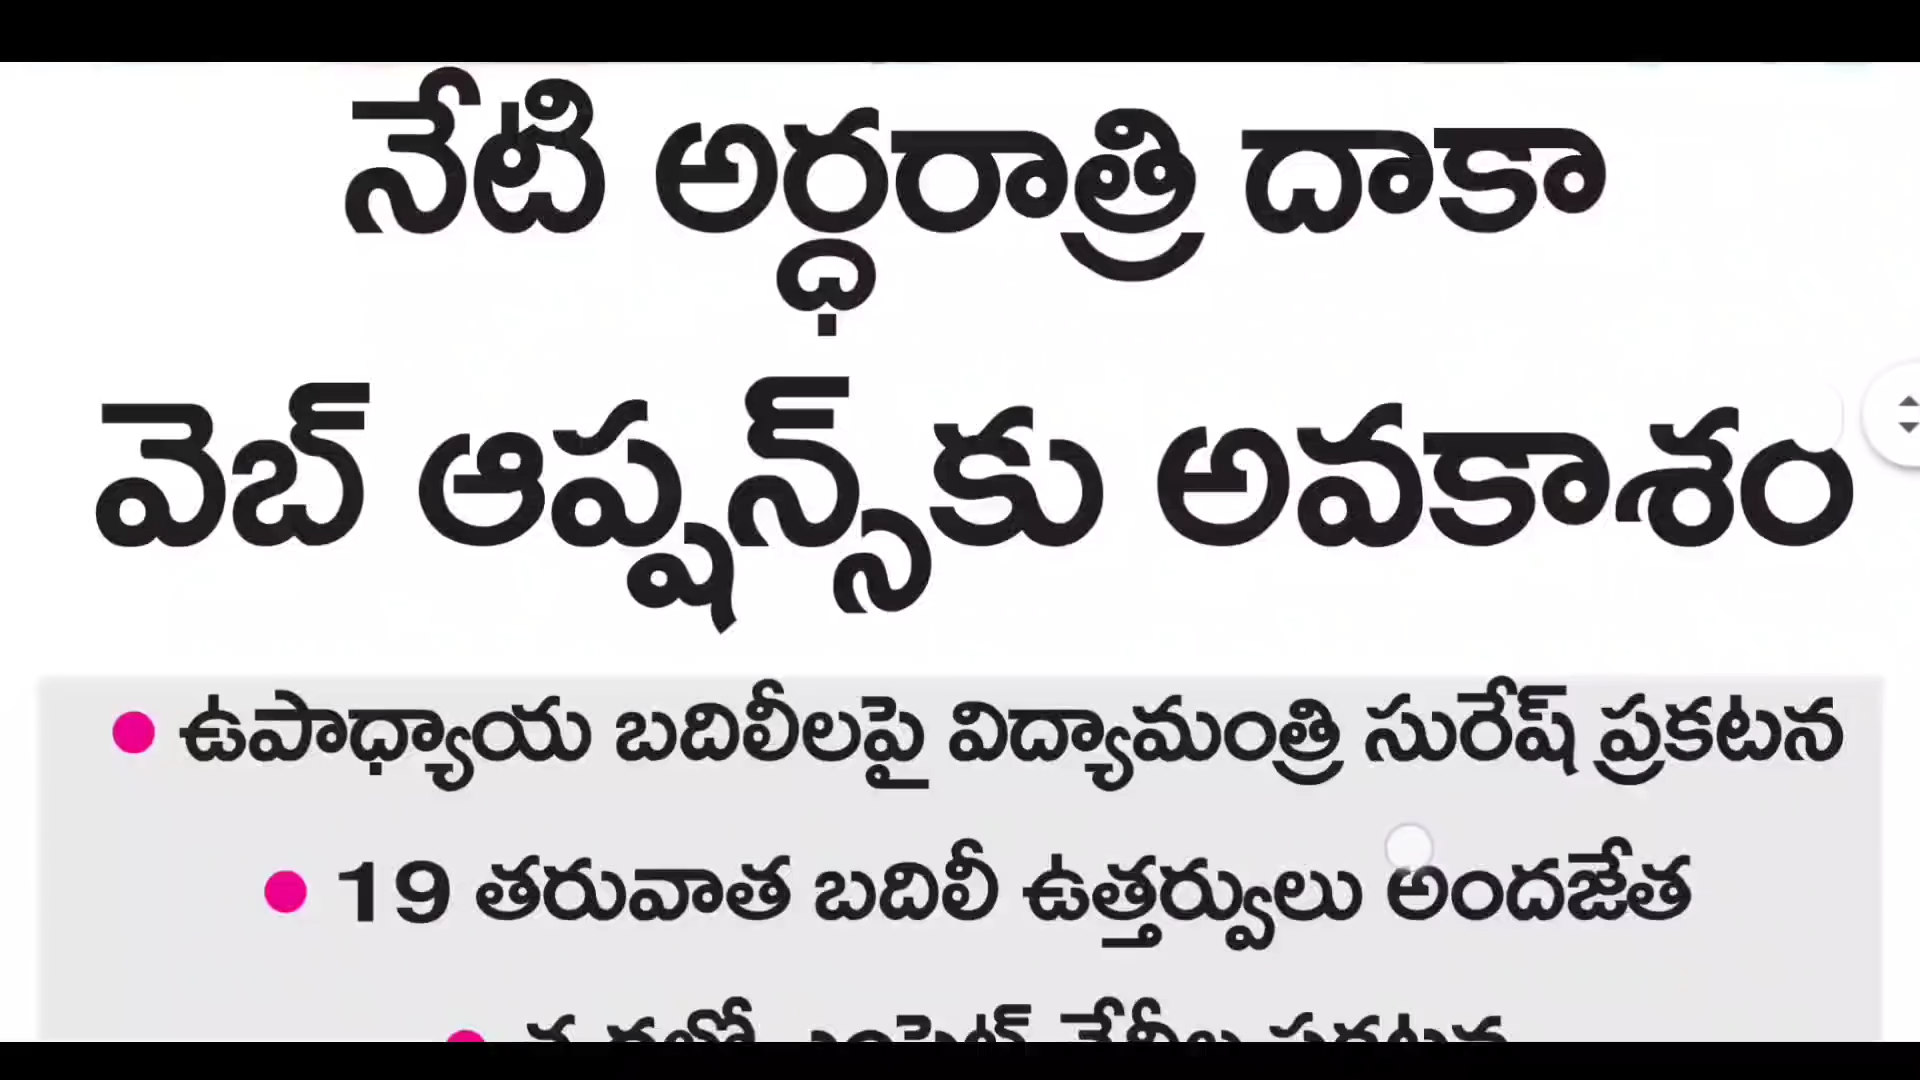 నేటి అర్ధరాత్రి దాకా
వెబ్ ఆప్షన్స్‌కు అవకాశం
• ఉపాధ్యాయ బదిలీలపై విద్యామంత్రి సురేష్ ప్రకటన
• 19 తరువాత బదిలీ ఉత్తర్వులు అందజేత